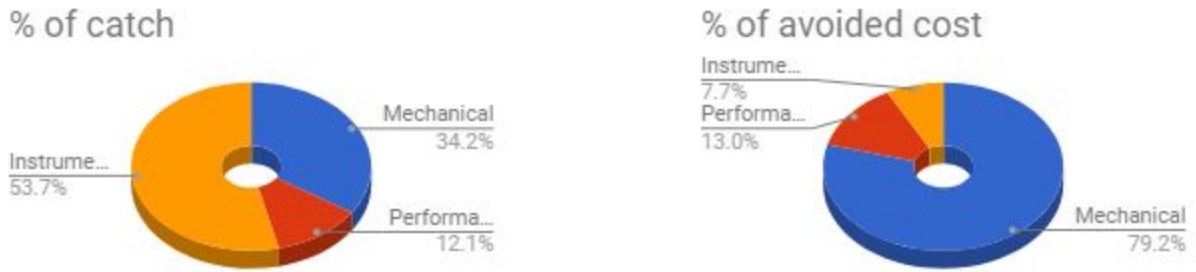 % of catch
Mechanical
34.2%
Instrume...
53.7%
Performa...
12.1%
% of avoided cost
Instrume...
7.7%
Performa...
13.0%
Mechanical
79.2%